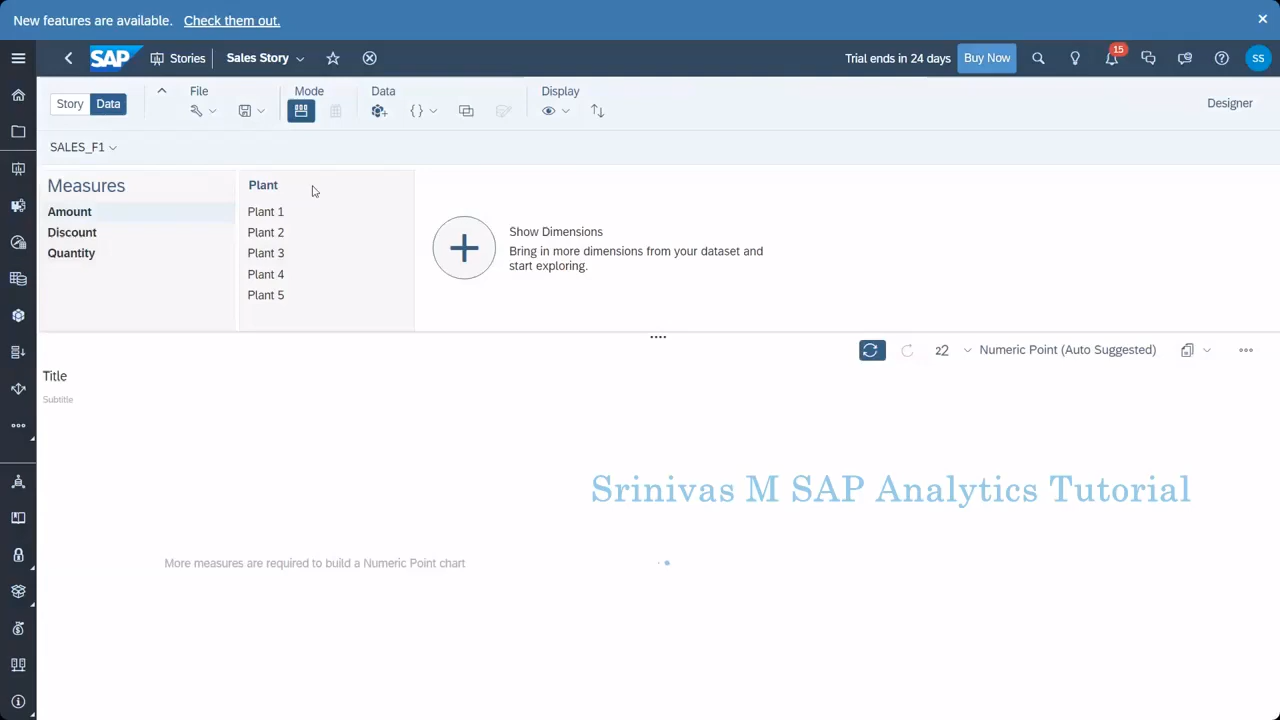 New features are available. Check them out.
SAP Stories Sales Story Trial ends in 24 days Buy Now 15 SS
Story Data File Mode Data Display Designer
SALES_F1
Measures
Amount
Discount
Quantity
Plant
Plant 1
Plant 2
Plant 3
Plant 4
Plant 5
Show Dimensions
Bring in more dimensions from your dataset and
start exploring.
22 Numeric Point (Auto Suggested)
Title
Subtitle
Srinivas M SAP Analytics Tutorial
More measures are required to build a Numeric Point chart